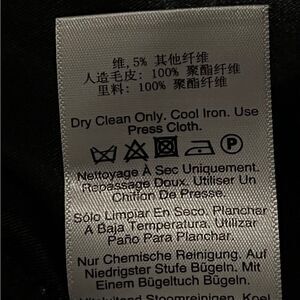 维, 5% 其他纤维
人造毛皮: 100% 聚酯纤维
里料: 100% 聚酯纤维
Dry Clean Only. Cool Iron. Use
Press Cloth.
P
Nettoyage À Sec Uniquement.
Repassage Doux. Utiliser Un
Chiffon De Presse.
Sólo Limpiar En Seco. Planchar
A Baja Temperatura. Utilizar
Paño Para Planchar.
Nur Chemische Reinigung. Auf
Niedrigster Stufe Bügeln. Mit
Einem Bügeltuch Bügeln.
Uitsluitend Stoomreinigen. Koel